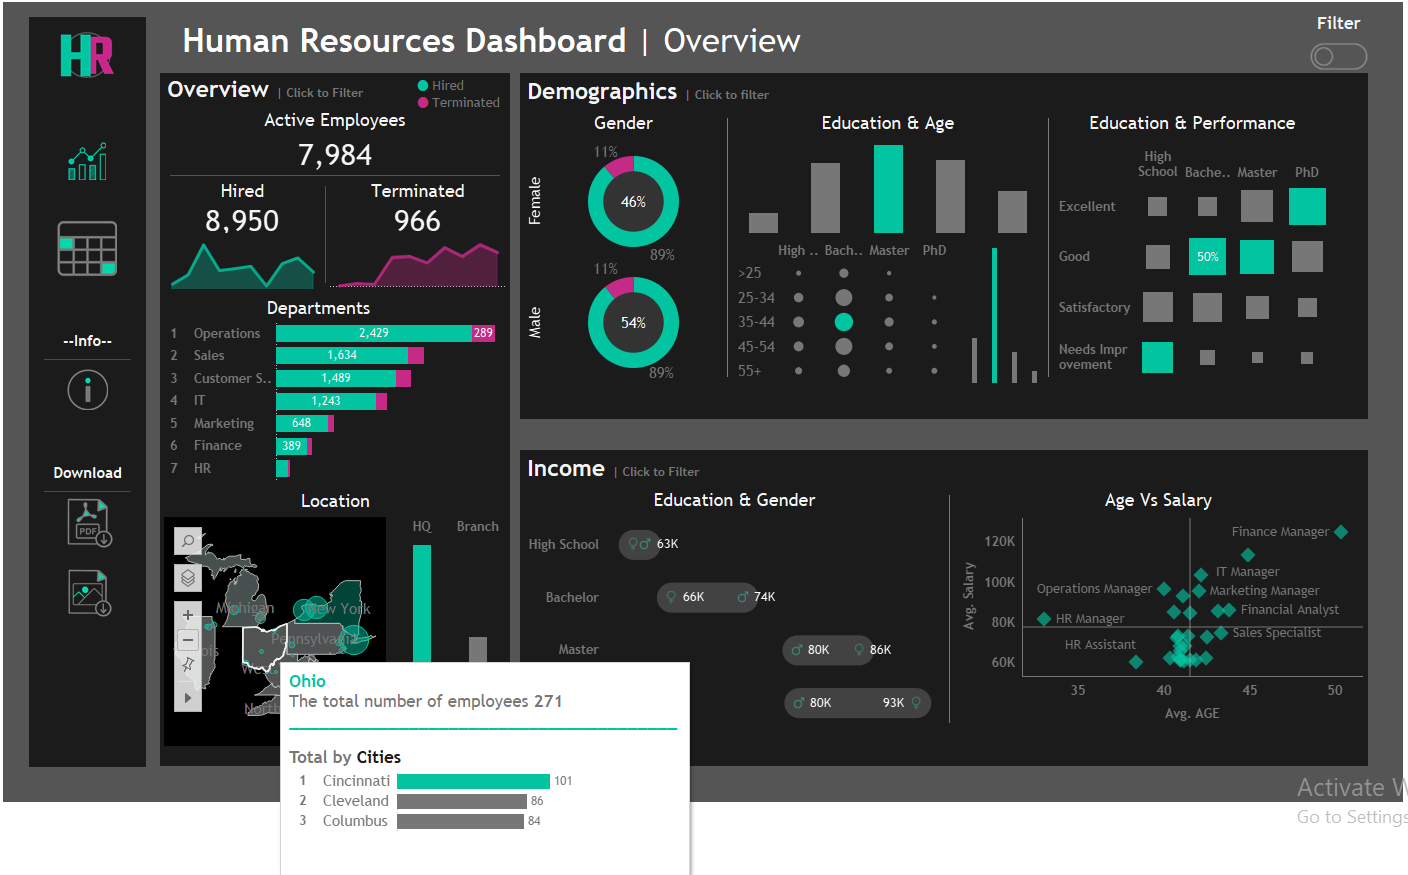 HR
Human Resources Dashboard | Overview
Filter
Overview | Click to Filter
Hired
Terminated
Active Employees
7,984
Hired
8,950
Terminated
966
Departments
1 Operations 2,429 289
2 Sales 1,634
3 Customer S.. 1,489
4 IT 1,243
5 Marketing 648
6 Finance 389
7 HR
Location
HQ Branch
Michigan
New York
Pennsylvania
--Info--
Download
PDF
Demographics | Click to filter
Gender
Female
11%
46%
89%
Male
11%
54%
89%
Education & Age
High .. Bach.. Master PhD
>25
25-34
35-44
45-54
55+
Education & Performance
High
School Bache.. Master PhD
Excellent
Good 50%
Satisfactory
Needs Impr
ovement
Income | Click to Filter
Education & Gender
High School 63K
Bachelor 66K 74K
Master 80K 86K
80K 93K
Age Vs Salary
Avg. Salary
120K
100K
80K
60K
Finance Manager
IT Manager
Operations Manager
Marketing Manager
Financial Analyst
HR Manager
Sales Specialist
HR Assistant
35 40 45 50
Avg. AGE
Ohio
The total number of employees 271
Total by Cities
1 Cincinnati 101
2 Cleveland 86
3 Columbus 84
Activate W
Go to Settings